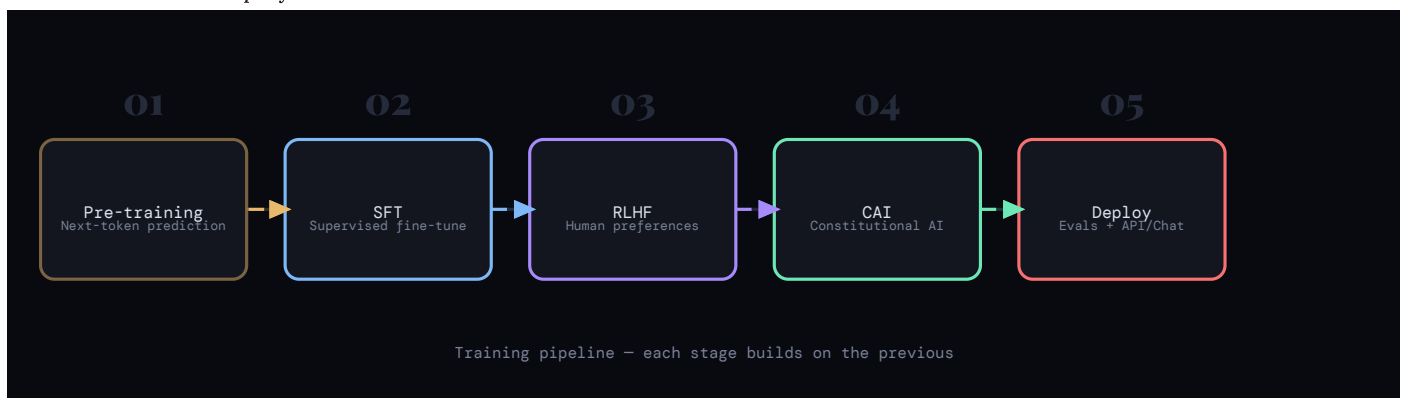 01 02 03 04 05
Pre-training SFT RLHF CAI Deploy
Next-token prediction Supervised fine-tune Human preferences Constitutional AI Evals + API/Chat
Training pipeline — each stage builds on the previous